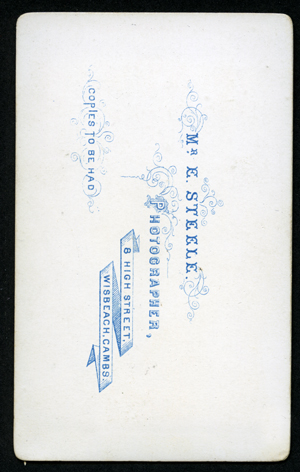 Mr E. STEELE.
PHOTOGRAPHER,
8 HIGH STREET,
WISBEACH, CAMBS.
COPIES TO BE HAD